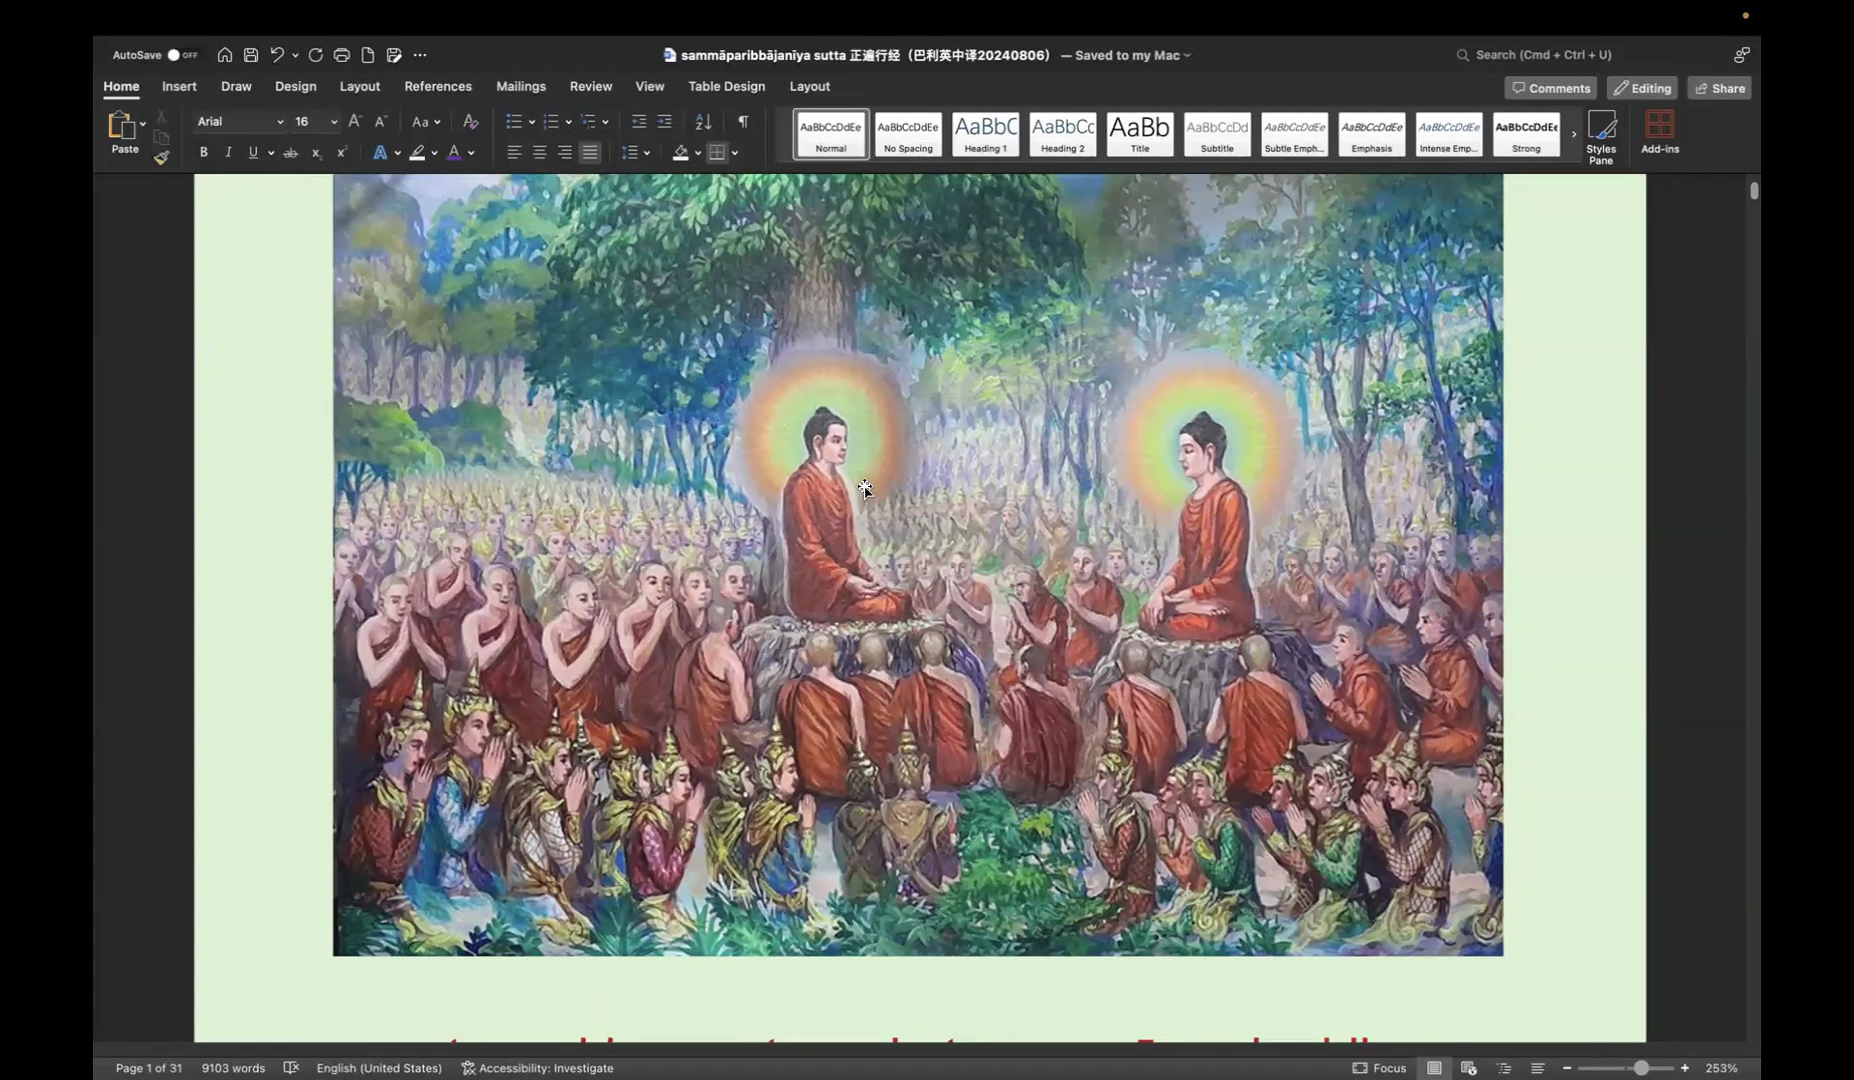 AutoSave OFF
sammāparibbājanīya sutta 正遍行经（巴利英中译20240806） — Saved to my Mac
Search (Cmd + Ctrl + U)
Home Insert Draw Design Layout References Mailings Review View Table Design Layout
Comments Editing Share
Paste
Arial 16
Aa
AaBbCcDdEe AaBbCcDdEe AaBbC AaBbCc AaBb AaBbCcDd AaBbCcDdEe AaBbCcDdEe AaBbCcDdEe AaBbCcDdEe
Normal No Spacing Heading 1 Heading 2 Title Subtitle Subtle Emph... Emphasis Intense Emp... Strong
Styles Pane
Add-ins
Page 1 of 31 9103 words English (United States) Accessibility: Investigate Focus 253%